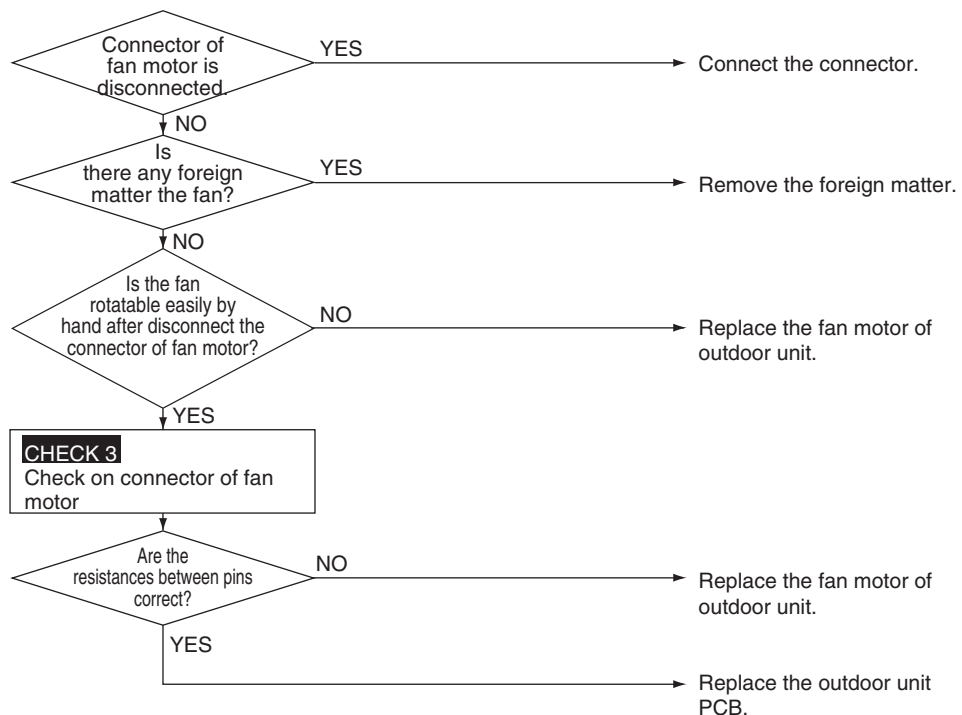 Connector of
fan motor is
disconnected.
YES
Connect the connector.
NO
Is
there any foreign
matter the fan?
YES
Remove the foreign matter.
NO
Is the fan
rotatable easily by
hand after disconnect the
connector of fan motor?
NO
Replace the fan motor of
outdoor unit.
YES
CHECK 3
Check on connector of fan
motor
Are the
resistances between pins
correct?
NO
Replace the fan motor of
outdoor unit.
YES
Replace the outdoor unit
PCB.